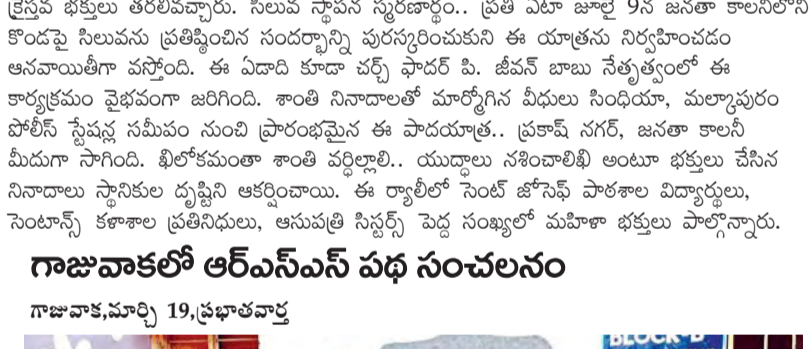 క్రైస్తవ భక్తులు తరలివచ్చారు. సిలువ స్థాపన స్మరణార్థం.. ప్రతి ఏటా జూలై 9న జనతా కాలనీలోని
కొండపై సిలువను ప్రతిష్ఠించిన సందర్భాన్ని పురస్కరించుకుని ఈ యాత్రను నిర్వహించడం
ఆనవాయితీగా వస్తోంది. ఈ ఏడాది కూడా చర్చ్ ఫాదర్ పి. జీవన్ బాబు నేతృత్వంలో ఈ
కార్యక్రమం వైభవంగా జరిగింది. శాంతి నినాదాలతో మార్మోగిన వీధులు సింధియా, మల్కాపురం
పోలీస్ స్టేషన్ల సమీపం నుంచి ప్రారంభమైన ఈ పాదయాత్ర.. ప్రకాష్ నగర్, జనతా కాలనీ
మీదుగా సాగింది. ఖిలోకమంతా శాంతి వర్ధిల్లాలి.. యుద్ధాలు నశించాలిఖి అంటూ భక్తులు చేసిన
నినాదాలు స్థానికుల దృష్టిని ఆకర్షించాయి. ఈ ర్యాలీలో సెంట్ జోసెఫ్ పాఠశాల విద్యార్థులు,
సెంటాన్స్ కళాశాల ప్రతినిధులు, ఆసుపత్రి సిస్టర్స్ పెద్ద సంఖ్యలో మహిళా భక్తులు పాల్గొన్నారు.
గాజువాకలో ఆర్ఎస్ఎస్ పథ సంచలనం
గాజువాక,మార్చి 19,ప్రభాతవార్త
BLOCK-B